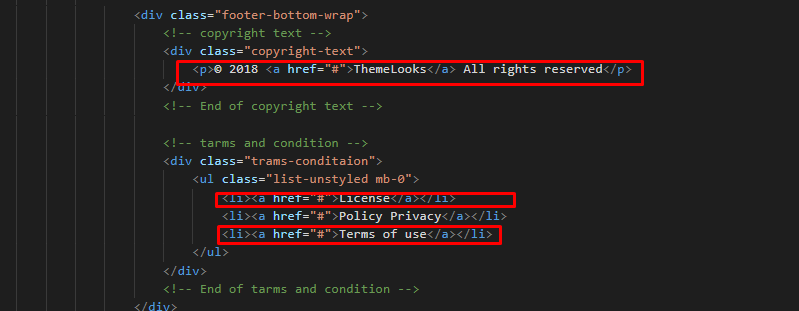 <div class="footer-bottom-wrap">
<!-- copyright text -->
<div class="copyright-text">
<p>© 2018 <a href="#">ThemeLooks</a> All rights reserved</p>
</div>
<!-- End of copyright text -->
<!-- tarms and condition -->
<div class="trams-conditaion">
<ul class="list-unstyled mb-0">
<li><a href="#">License</a></li>
<li><a href="#">Policy Privacy</a></li>
<li><a href="#">Terms of use</a></li>
</ul>
</div>
<!-- End of tarms and condition -->
</div>